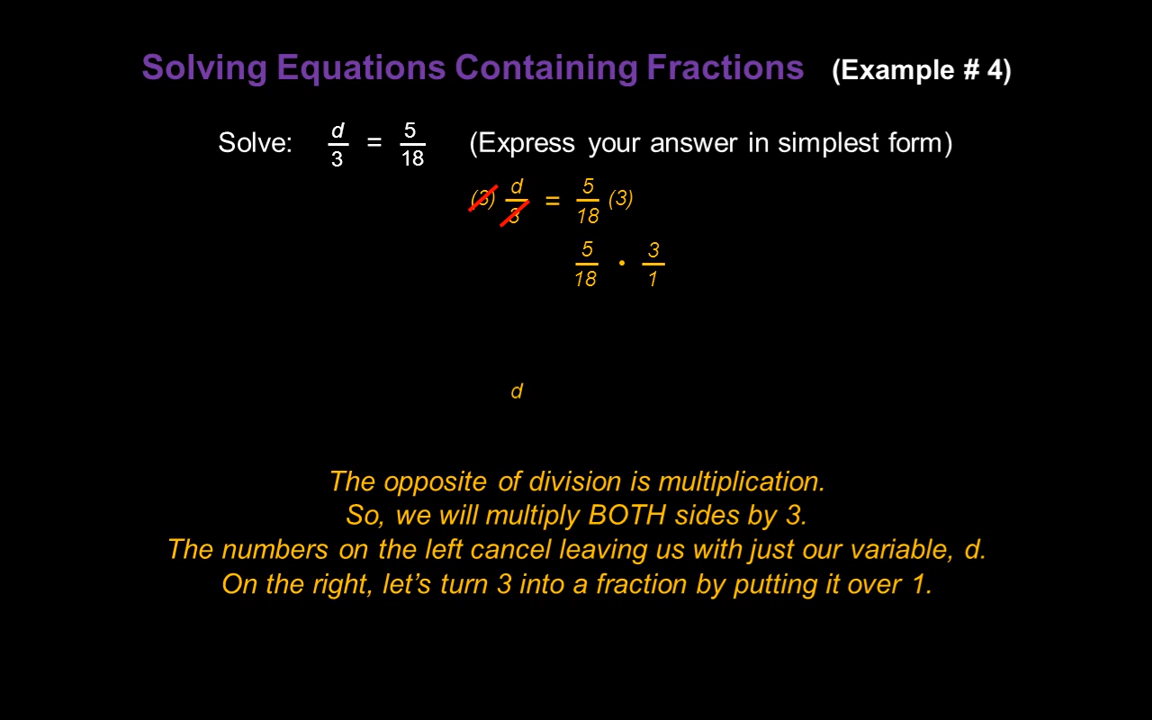 Solving Equations Containing Fractions (Example # 4)
Solve: d/3 = 5/18 (Express your answer in simplest form)
(3) d/3 = 5/18 (3)
5/18 • 3/1
d
The opposite of division is multiplication.
So, we will multiply BOTH sides by 3.
The numbers on the left cancel leaving us with just our variable, d.
On the right, let’s turn 3 into a fraction by putting it over 1.